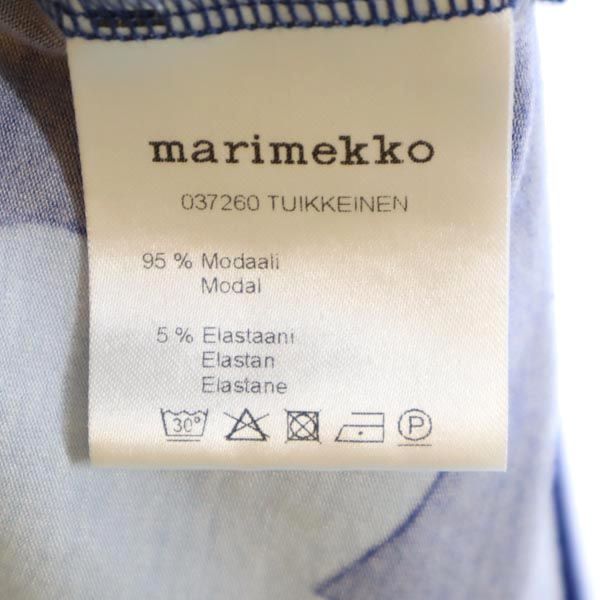 marimekko
037260 TUIKKEINEN
95 % Modaali
Modal
5 % Elastaani
Elastan
Elastane
30°
P